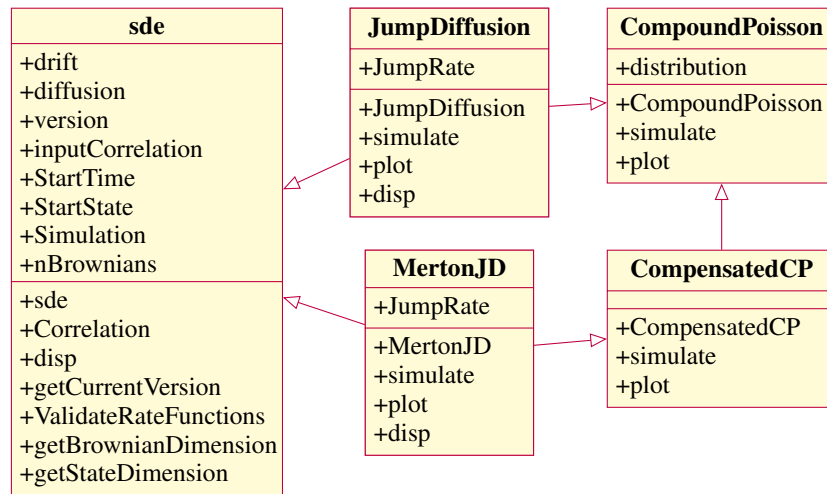 sde
+drift
+diffusion
+version
+inputCorrelation
+StartTime
+StartState
+Simulation
+nBrownians
+sde
+Correlation
+disp
+getCurrentVersion
+ValidateRateFunctions
+getBrownianDimension
+getStateDimension
JumpDiffusion
+JumpRate
+JumpDiffusion
+simulate
+plot
+disp
CompoundPoisson
+distribution
+CompoundPoisson
+simulate
+plot
MertonJD
+JumpRate
+MertonJD
+simulate
+plot
+disp
CompensatedCP
+CompensatedCP
+simulate
+plot